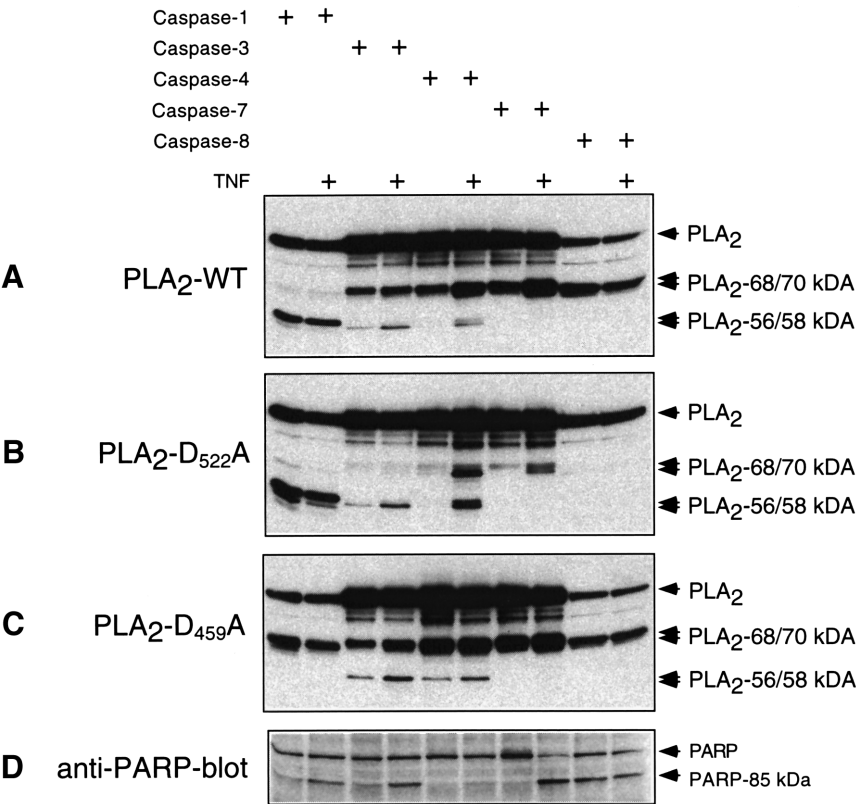 Caspase-1 + +
Caspase-3 + +
Caspase-4 + +
Caspase-7 + +
Caspase-8 + +
TNF + + + + +
A PLA2-WT
PLA2
PLA2-68/70 kDA
PLA2-56/58 kDA
B PLA2-D522A
PLA2
PLA2-68/70 kDA
PLA2-56/58 kDA
C PLA2-D459A
PLA2
PLA2-68/70 kDA
PLA2-56/58 kDA
D anti-PARP-blot
PARP
PARP-85 kDa